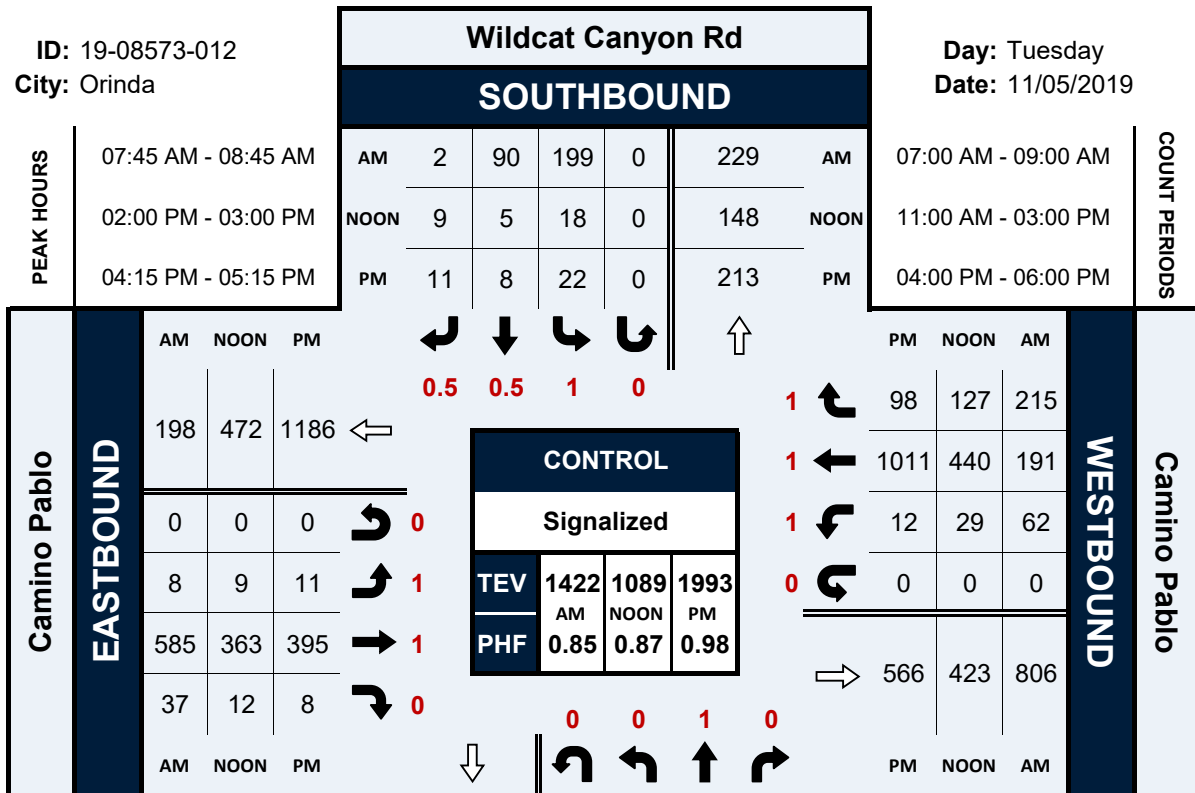 Wildcat Canyon Rd
ID: 19-08573-012
Day: Tuesday
City: Orinda
Date: 11/05/2019
SOUTHBOUND
PEAK HOURS
07:45 AM - 08:45 AM
AM 2 90 199 0 229 AM
07:00 AM - 09:00 AM
02:00 PM - 03:00 PM
NOON 9 5 18 0 148 NOON
11:00 AM - 03:00 PM
04:15 PM - 05:15 PM
PM 11 8 22 0 213 PM
04:00 PM - 06:00 PM
COUNT PERIODS
Camino Pablo
EASTBOUND
AM NOON PM
198 472 1186
0 0 0 0
8 9 11 1
585 363 395 1
37 12 8 0
AM NOON PM
0.5 0.5 1 0
CONTROL
Signalized
TEV 1422 1089 1993
AM NOON PM
PHF 0.85 0.87 0.98
0 0 1 0
PM NOON AM
1 98 127 215
1 1011 440 191
1 12 29 62
0 0 0 0
566 423 806
PM NOON AM
WESTBOUND
Camino Pablo